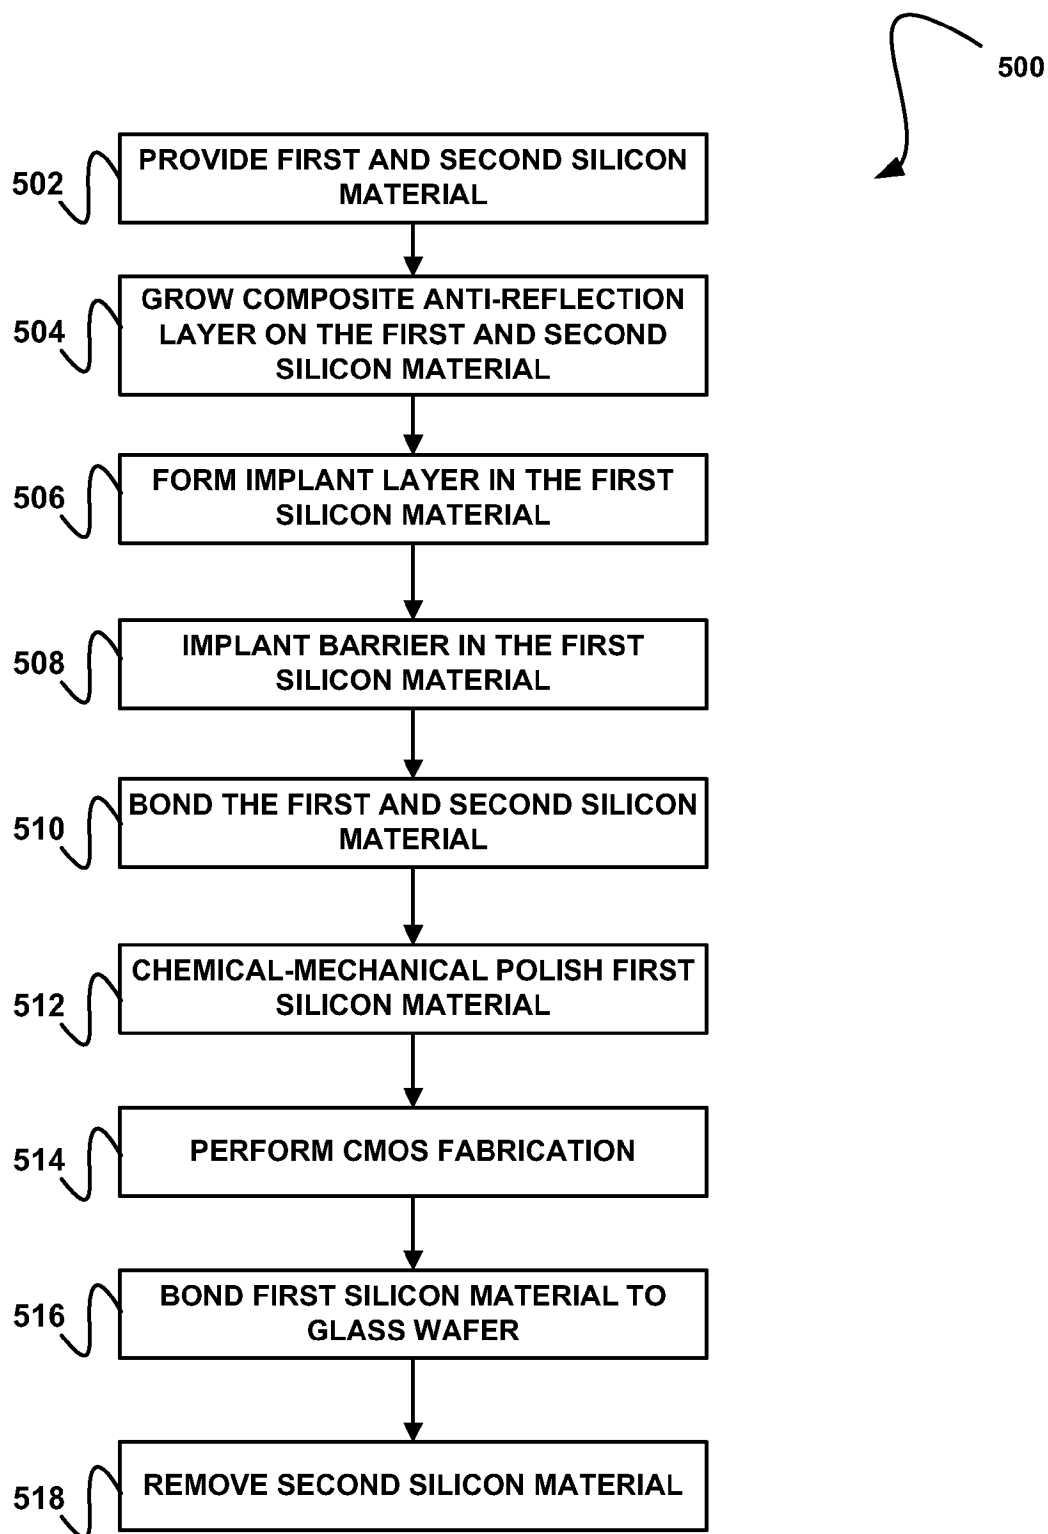 500
502
PROVIDE FIRST AND SECOND SILICON
MATERIAL
504
GROW COMPOSITE ANTI-REFLECTION
LAYER ON THE FIRST AND SECOND
SILICON MATERIAL
506
FORM IMPLANT LAYER IN THE FIRST
SILICON MATERIAL
508
IMPLANT BARRIER IN THE FIRST
SILICON MATERIAL
510
BOND THE FIRST AND SECOND SILICON
MATERIAL
512
CHEMICAL-MECHANICAL POLISH FIRST
SILICON MATERIAL
514
PERFORM CMOS FABRICATION
516
BOND FIRST SILICON MATERIAL TO
GLASS WAFER
518
REMOVE SECOND SILICON MATERIAL